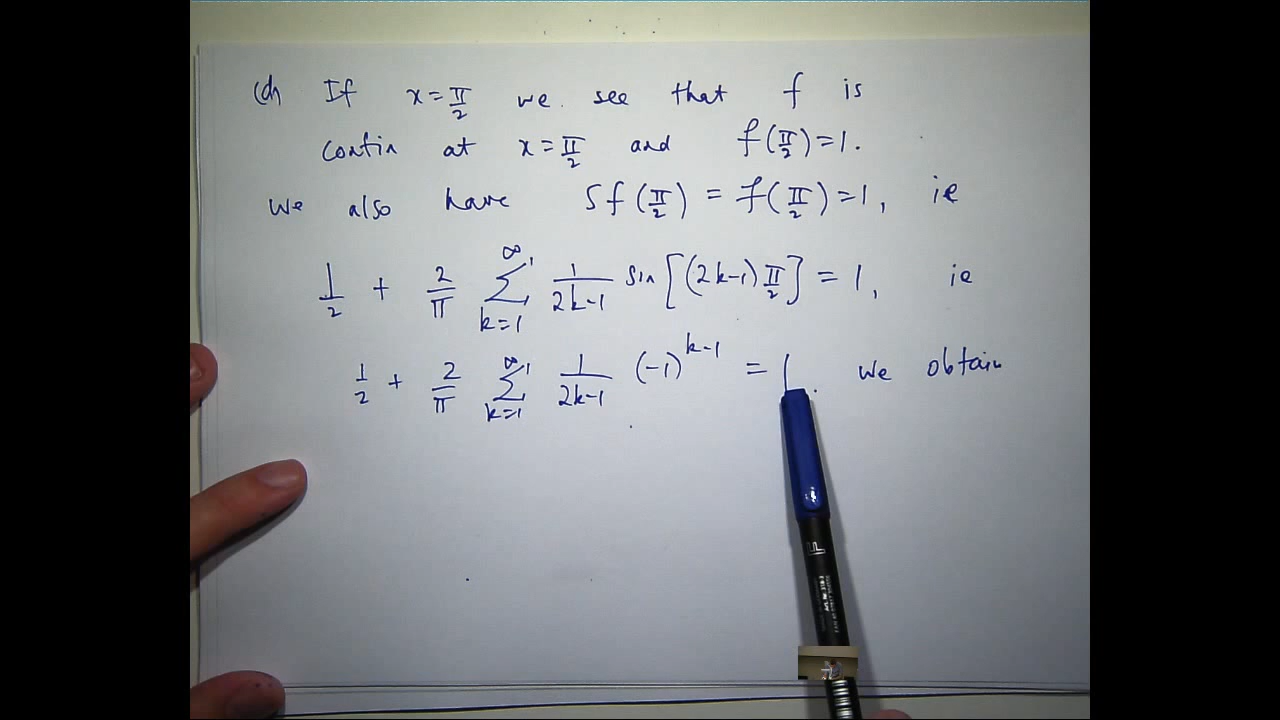 (d) If x = π/2 we see that f is
contin at x = π/2 and f(π/2) = 1.
We also have Sf(π/2) = f(π/2) = 1, ie
1/2 + 2/π ∑_{k=1}^{∞} 1/(2k-1) sin[(2k-1)π/2] = 1, ie
1/2 + 2/π ∑_{k=1}^{∞} 1/(2k-1) (-1)^{k-1} = 1. We obtain
F